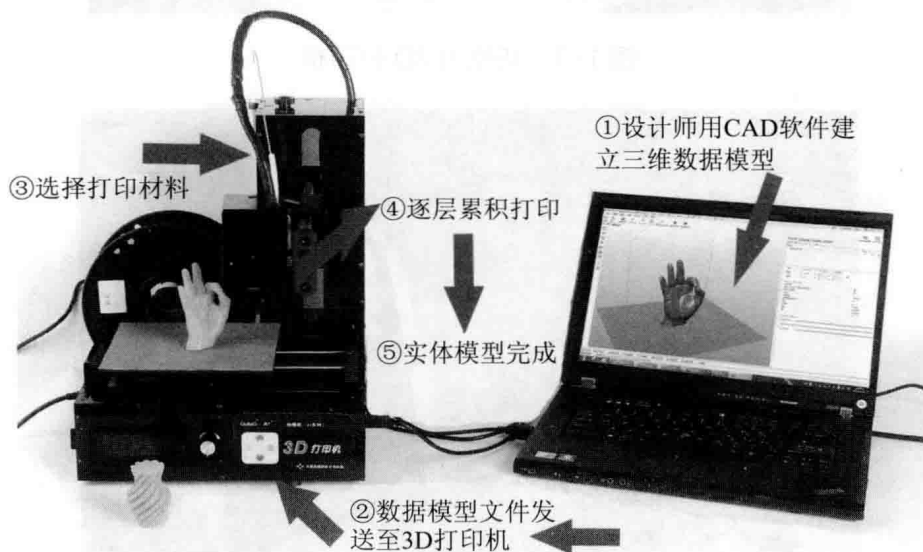 ①设计师用CAD软件建
立三维数据模型
③选择打印材料
④逐层累积打印
⑤实体模型完成
3D打印机
②数据模型文件发
送至3D打印机